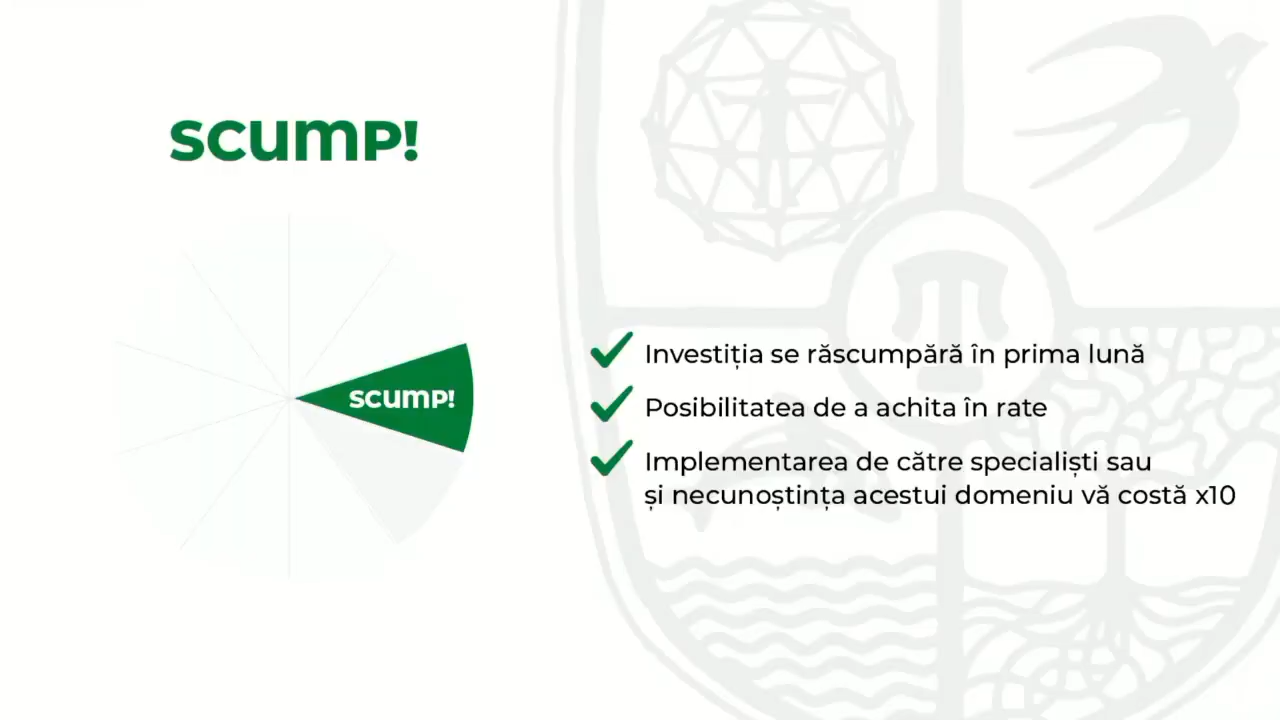 scump!
scump!
Investiția se răscumpără în prima lună
Posibilitatea de a achita în rate
Implementarea de către specialiști sau
și necunoștința acestui domeniu vă costă x10